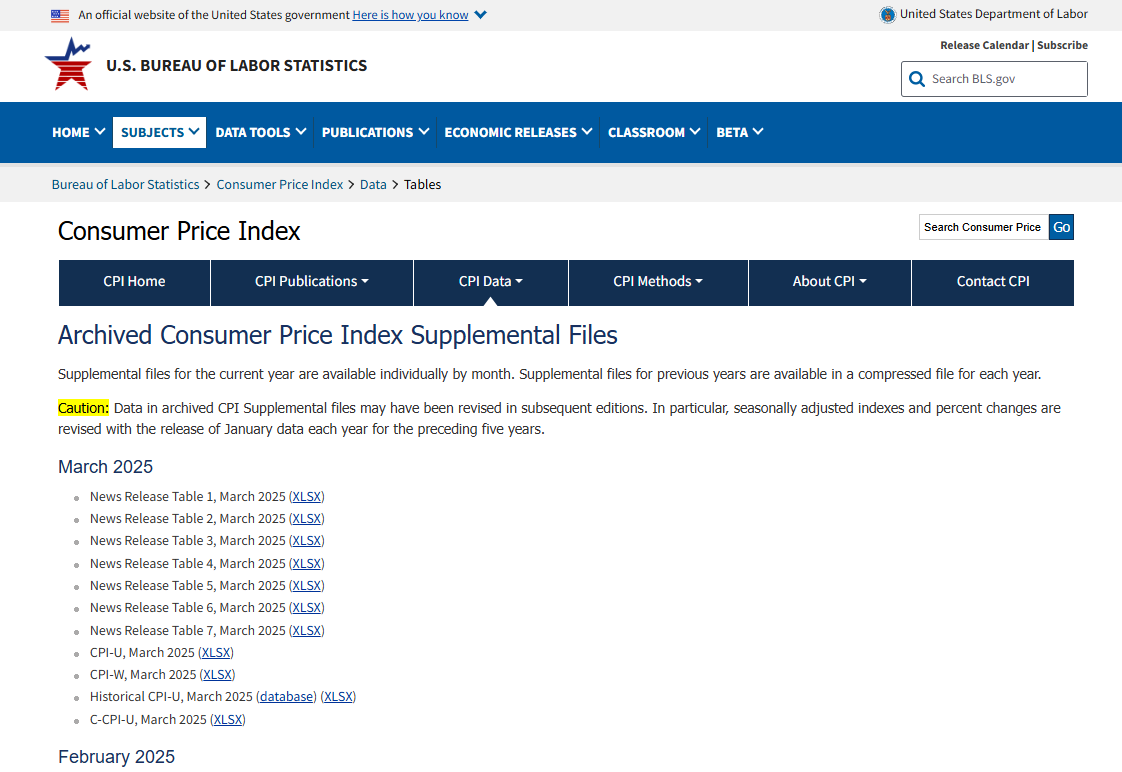 An official website of the United States government Here is how you know
United States Department of Labor
Release Calendar | Subscribe
U.S. BUREAU OF LABOR STATISTICS
Search BLS.gov
HOME SUBJECTS DATA TOOLS PUBLICATIONS ECONOMIC RELEASES CLASSROOM BETA
Bureau of Labor Statistics > Consumer Price Index > Data > Tables
Consumer Price Index
Search Consumer Price Go
CPI Home CPI Publications CPI Data CPI Methods About CPI Contact CPI
Archived Consumer Price Index Supplemental Files
Supplemental files for the current year are available individually by month. Supplemental files for previous years are available in a compressed file for each year.
Caution: Data in archived CPI Supplemental files may have been revised in subsequent editions. In particular, seasonally adjusted indexes and percent changes are
revised with the release of January data each year for the preceding five years.
March 2025
News Release Table 1, March 2025 (XLSX)
News Release Table 2, March 2025 (XLSX)
News Release Table 3, March 2025 (XLSX)
News Release Table 4, March 2025 (XLSX)
News Release Table 5, March 2025 (XLSX)
News Release Table 6, March 2025 (XLSX)
News Release Table 7, March 2025 (XLSX)
CPI-U, March 2025 (XLSX)
CPI-W, March 2025 (XLSX)
Historical CPI-U, March 2025 (database) (XLSX)
C-CPI-U, March 2025 (XLSX)
February 2025